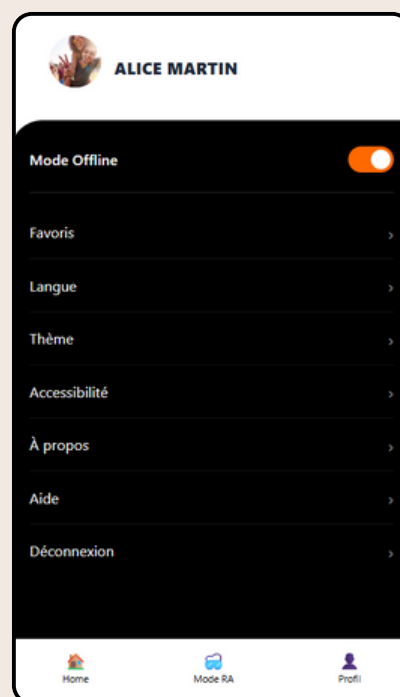 ALICE MARTIN
Mode Offline
Favoris
Langue
Thème
Accessibilité
À propos
Aide
Déconnexion
Home
Mode RA
Profil